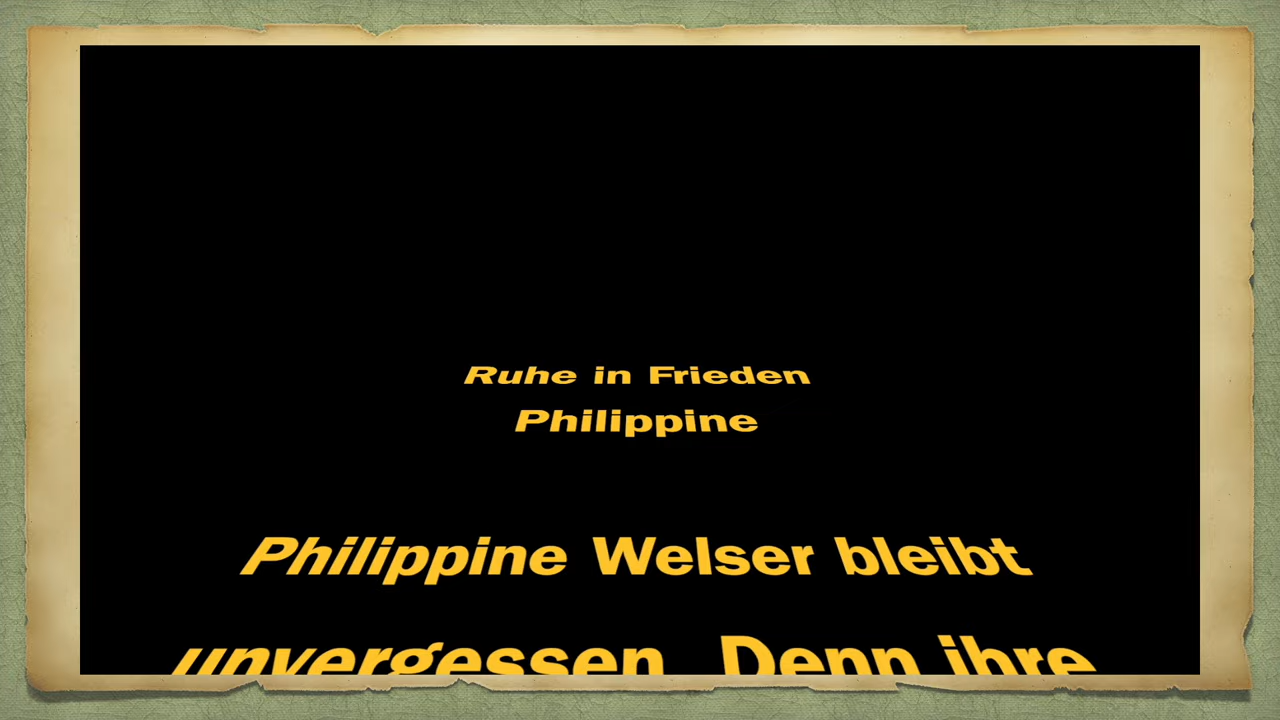 Ruhe in Frieden
Philippine
Philippine Welser bleibt
unvergessen. Denn ihre